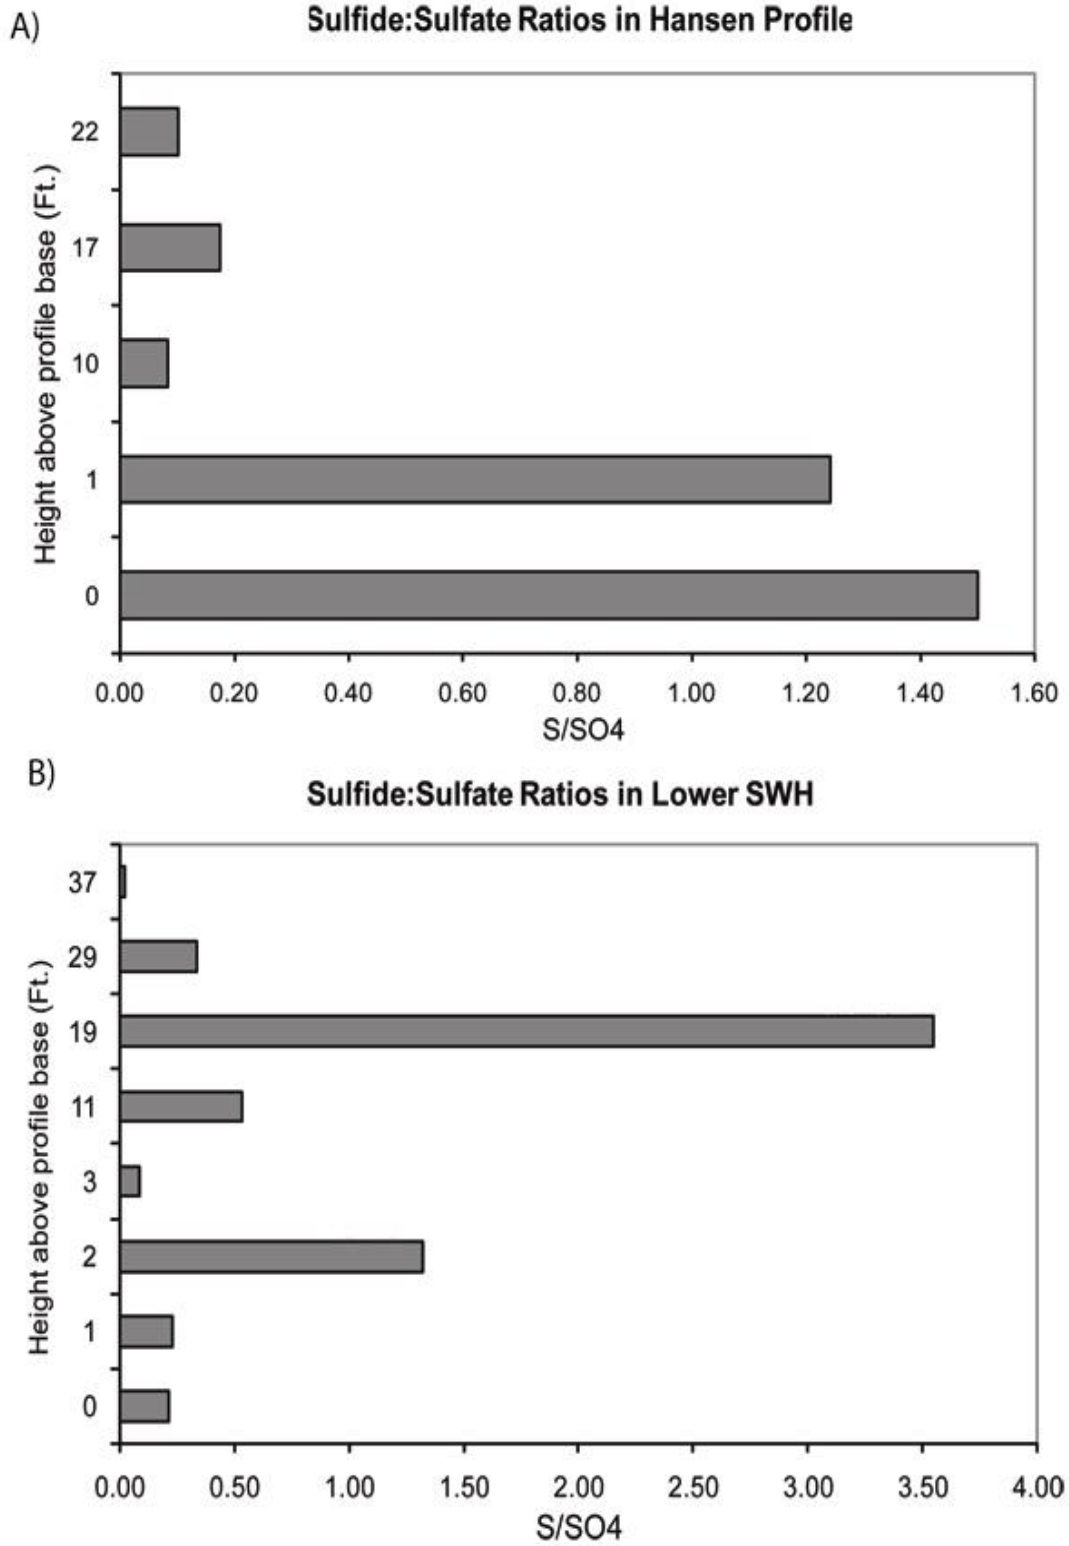 A)
Sulfide:Sulfate Ratios in Hansen Profile
Height above profile base (Ft.)
22
17
10
1
0
0.00 0.20 0.40 0.60 0.80 1.00 1.20 1.40 1.60
S/SO4
B)
Sulfide:Sulfate Ratios in Lower SWH
Height above profile base (Ft.)
37
29
19
11
3
2
1
0
0.00 0.50 1.00 1.50 2.00 2.50 3.00 3.50 4.00
S/SO4